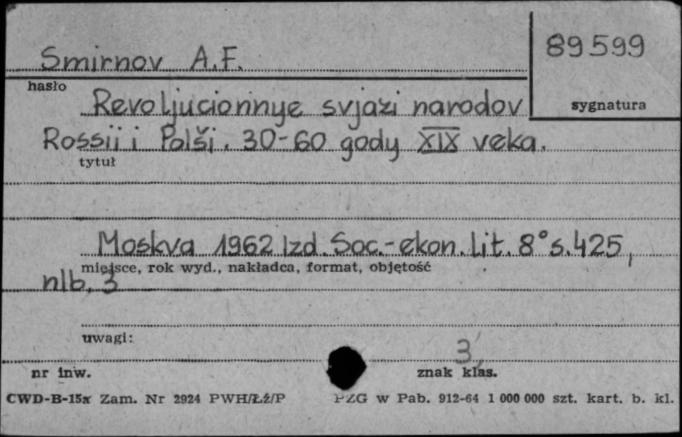 Smirnov A.F.
89599
hasło
sygnatura
Revoljucionnye svjazi narodov
Rossii i Polši. 30-60 gody XIX veka.
tytuł
Moskva 1962 Izd. Soc.-ekon. lit. 8° s. 425,
miejsce, rok wyd., nakładca, format, objętość
nlb. 3
uwagi:
3
nr inw.
znak klas.
CWD-B-15x Zam. Nr 2924 PWH/Łź/P PZG w Pab. 912-64 1 000 000 szt. kart. b. kl.